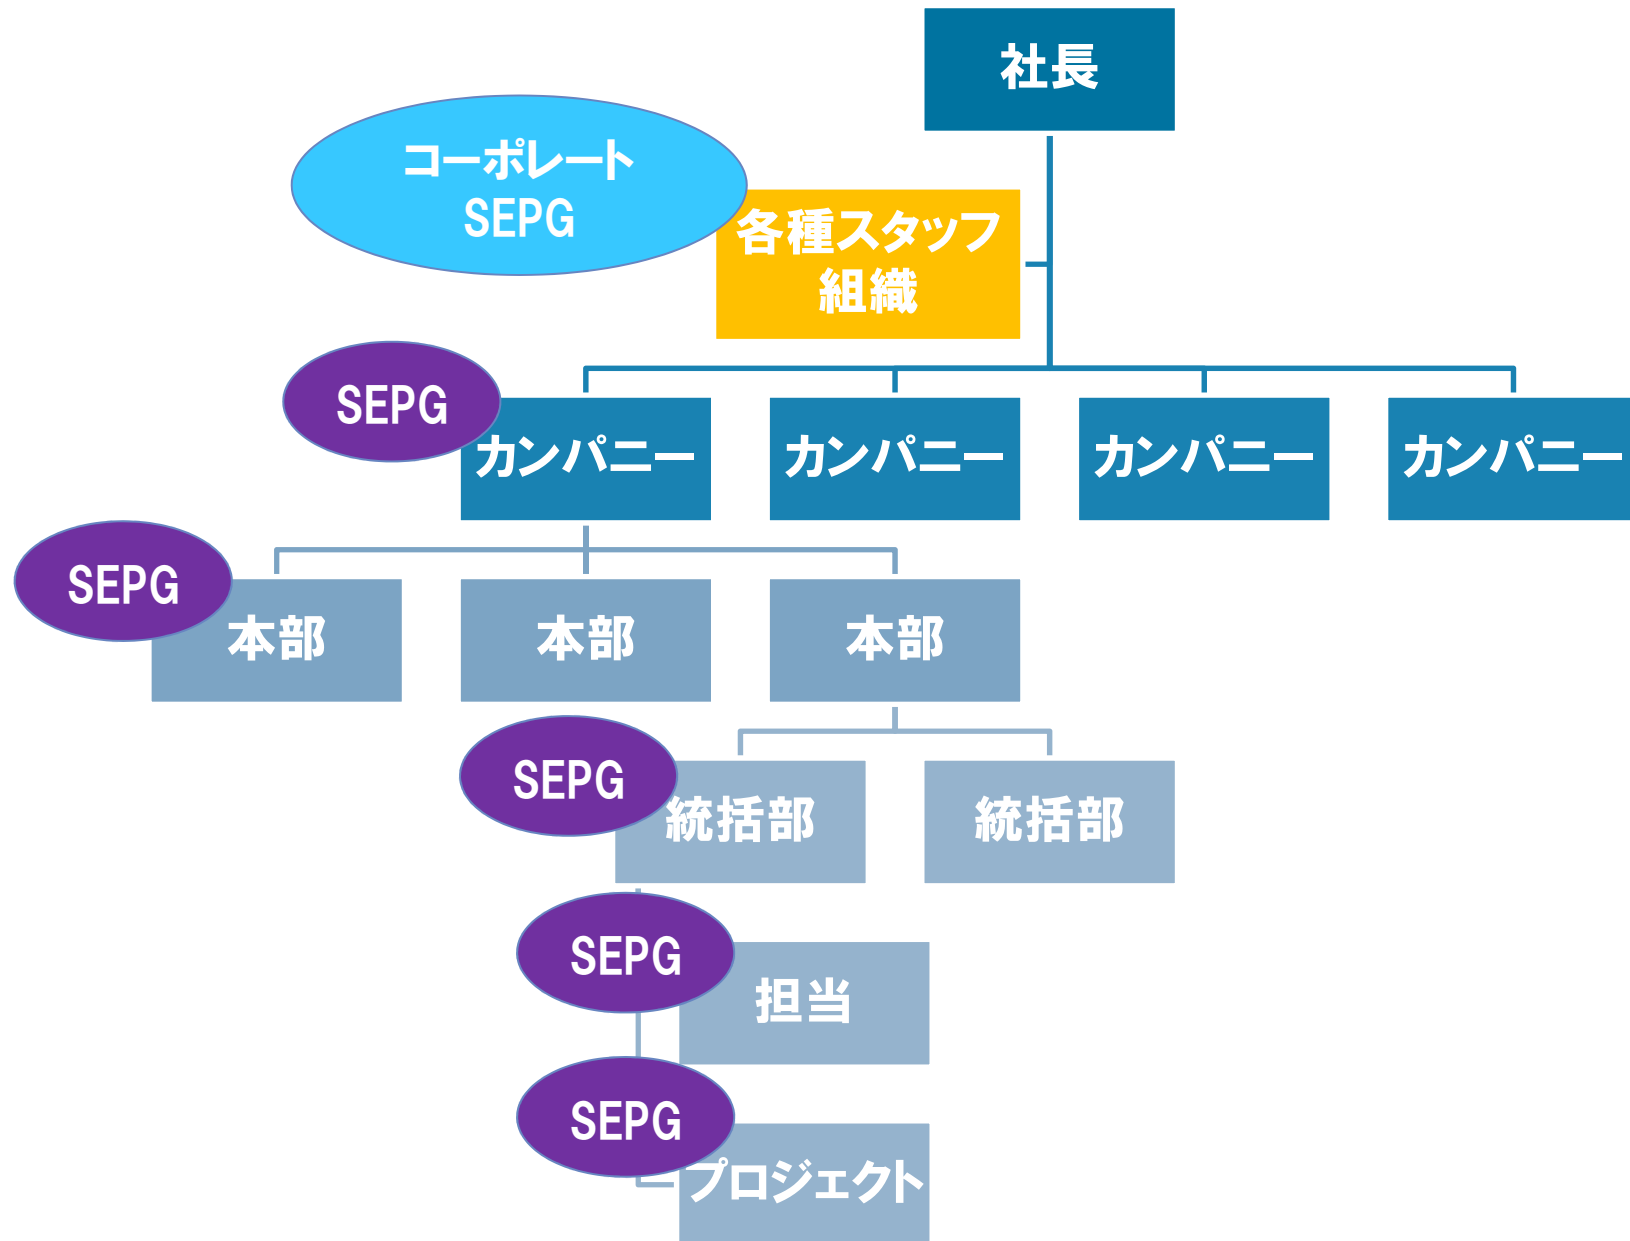 社長
コーポレート
SEPG
各種スタッフ
組織
SEPG
カンパニー
カンパニー
カンパニー
カンパニー
SEPG
本部
本部
本部
SEPG
統括部
統括部
SEPG
担当
SEPG
プロジェクト